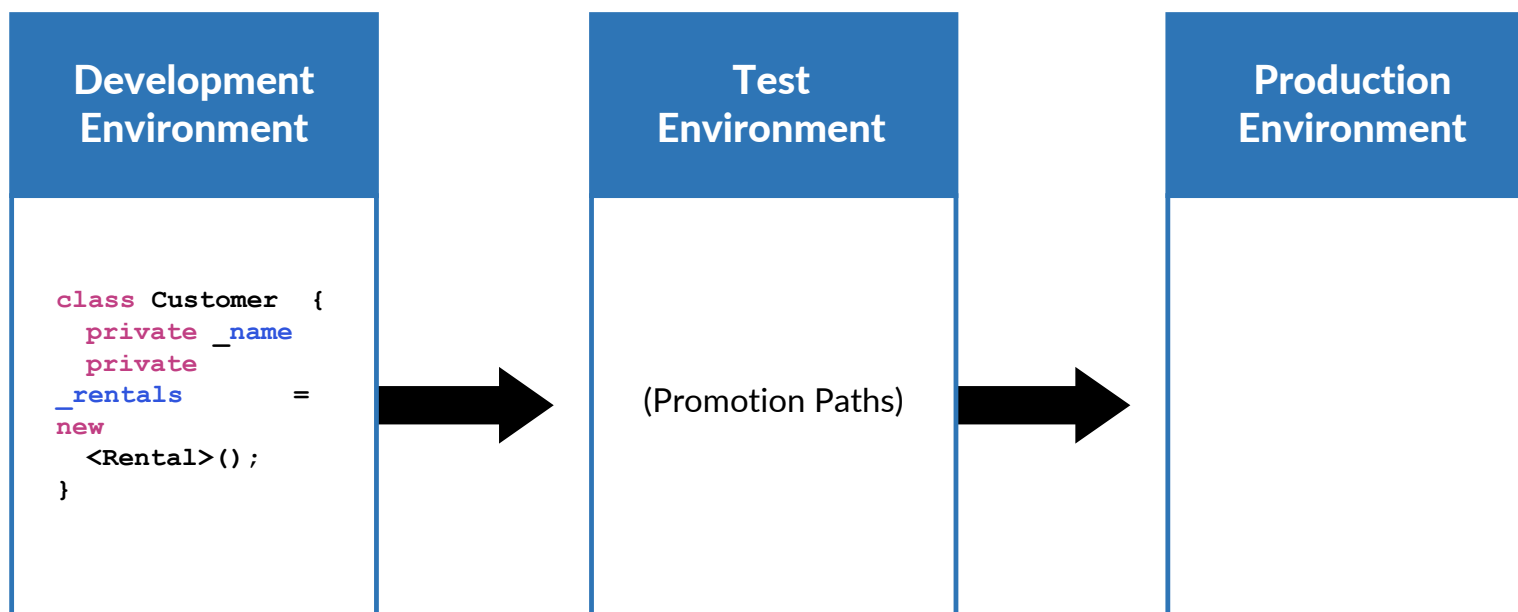 Development
Environment
class Customer {
private _name
private
_rentals =
new
<Rental>();
}
Test
Environment
(Promotion Paths)
Production
Environment